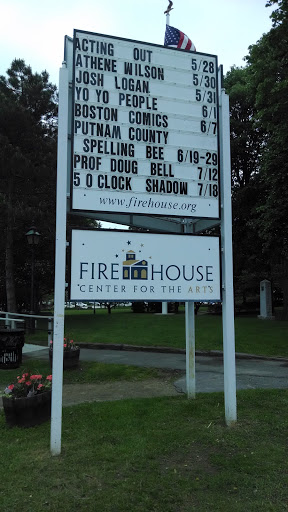 ACTING OUT 5/28
ATHENE WILSON 5/30
JOSH LOGAN 5/31
YO YO PEOPLE 6/1
BOSTON COMICS 6/7
PUTNAM COUNTY
SPELLING BEE 6/19-29
PROF DOUG BELL 7/12
5 O CLOCK SHADOW 7/18
www.firehouse.org
FIREHOUSE
CENTER FOR THE ARTS